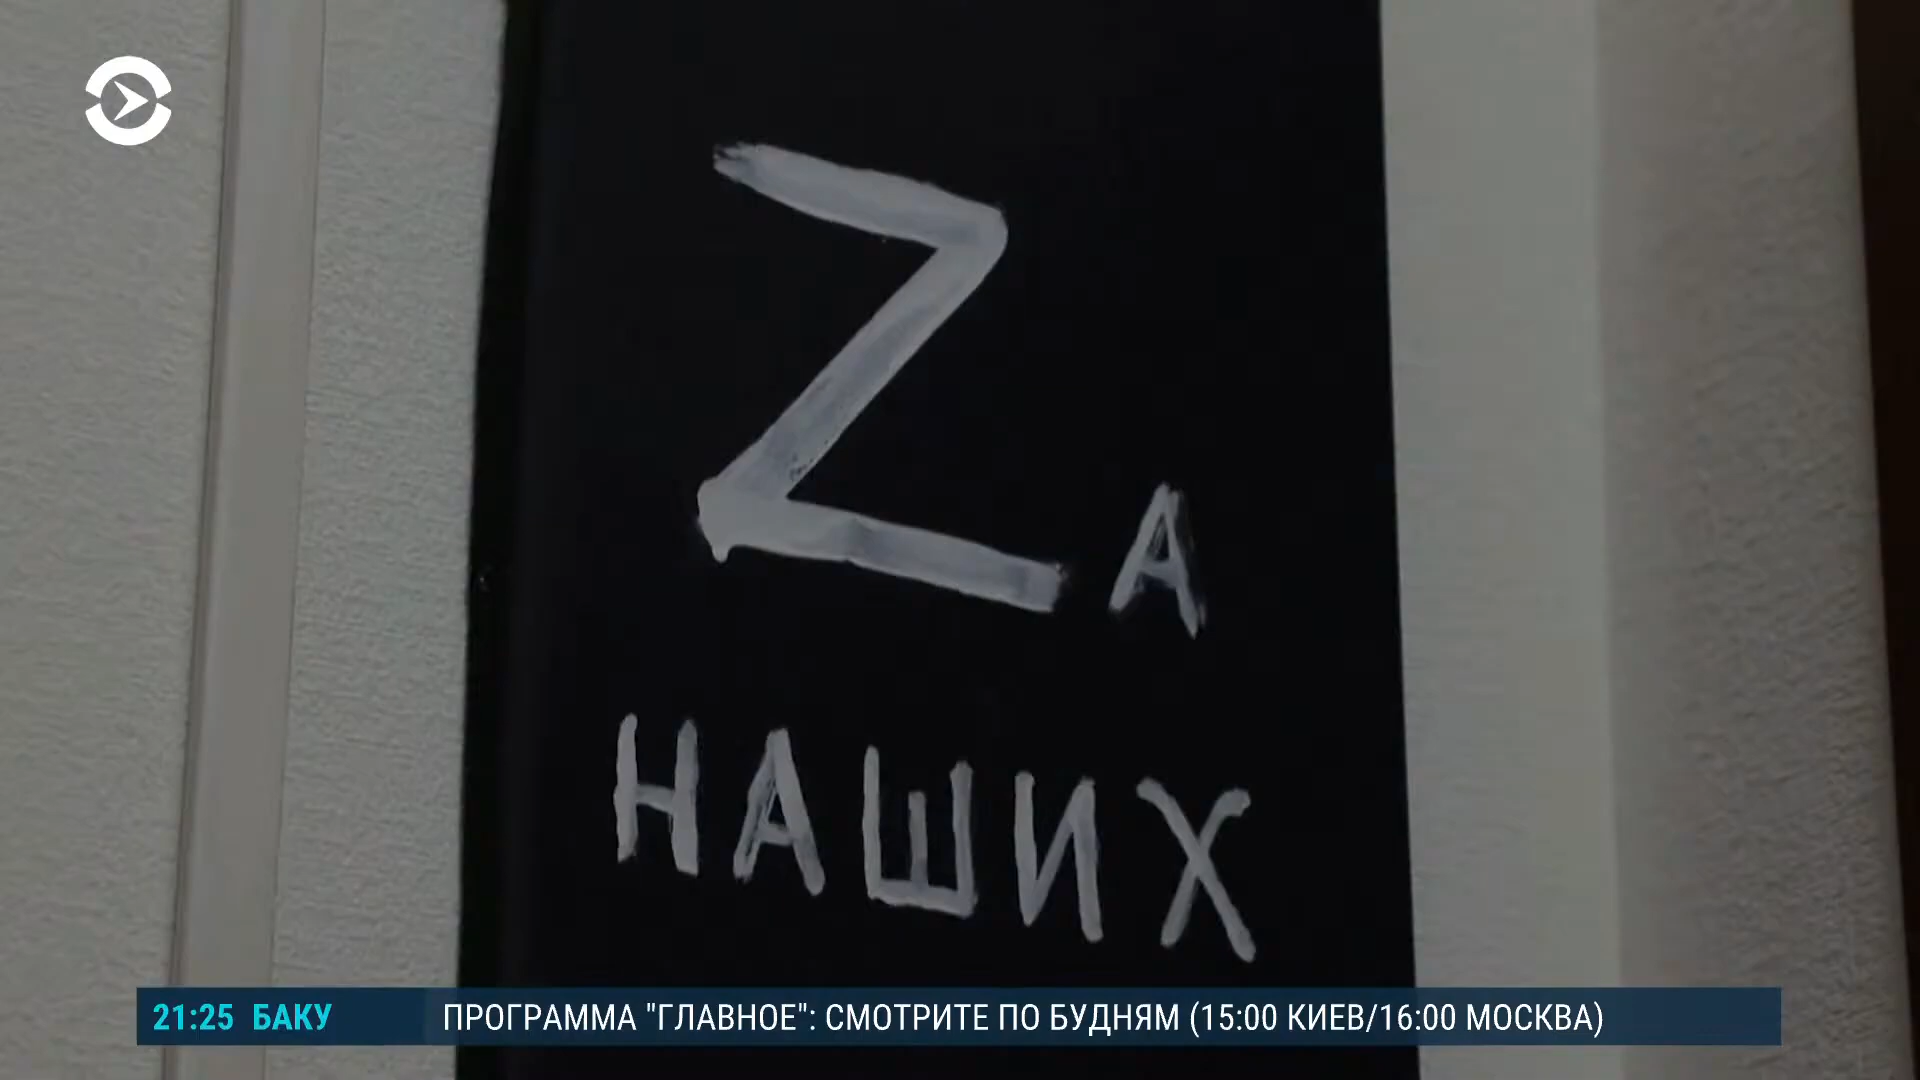 Zа
НАШИХ
21:25 БАКУ ПРОГРАММА "ГЛАВНОЕ": СМОТРИТЕ ПО БУДНЯМ (15:00 КИЕВ/16:00 МОСКВА)